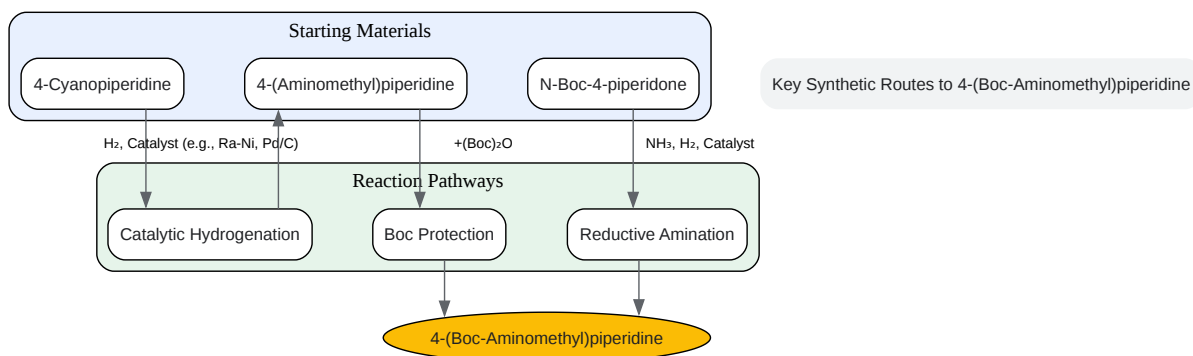 Starting Materials
4-Cyanopiperidine
4-(Aminomethyl)piperidine
N-Boc-4-piperidone
Key Synthetic Routes to 4-(Boc-Aminomethyl)piperidine
H₂, Catalyst (e.g., Ra-Ni, Pd/C)
+(Boc)₂O
NH₃, H₂, Catalyst
Reaction Pathways
Catalytic Hydrogenation
Boc Protection
Reductive Amination
4-(Boc-Aminomethyl)piperidine